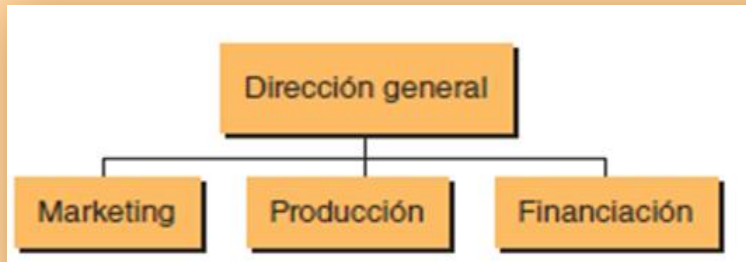 Dirección general
Marketing
Producción
Financiación